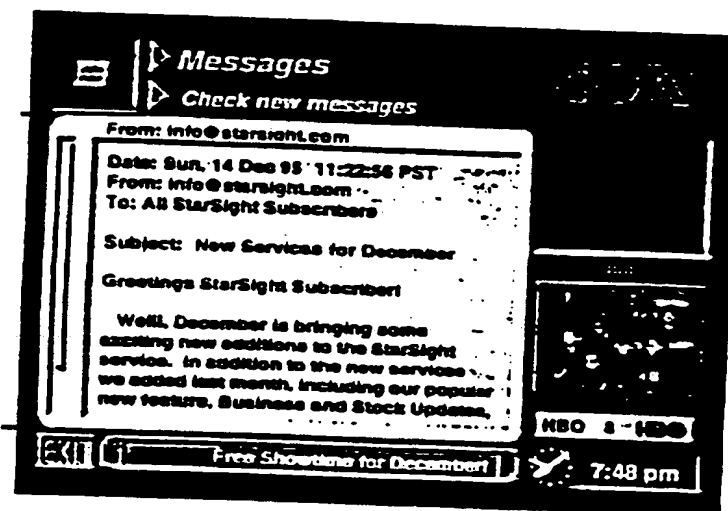 Messages
Check new messages
From: info@starsight.com
Date: Sun, 14 Dec 95 11:22:56 PST
From: info@starsight.com
To: All StarSight Subscribers
Subject: New Services for December
Greetings StarSight Subscriber!
Well, December is bringing some
exciting new additions to the StarSight
service. In addition to the new services
we added last month, including our popular
new feature, Business and Stock Updates,
HBO 8 HBO
EXIT Free Showtime for December!
7:48 pm